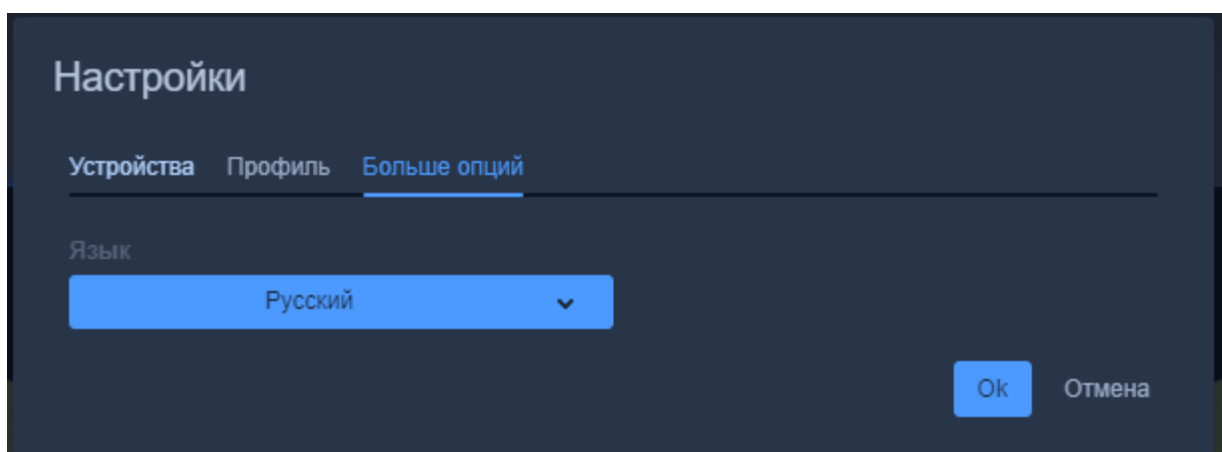 Настройки
Устройства Профиль Больше опций
Язык
Русский
Ok Отмена